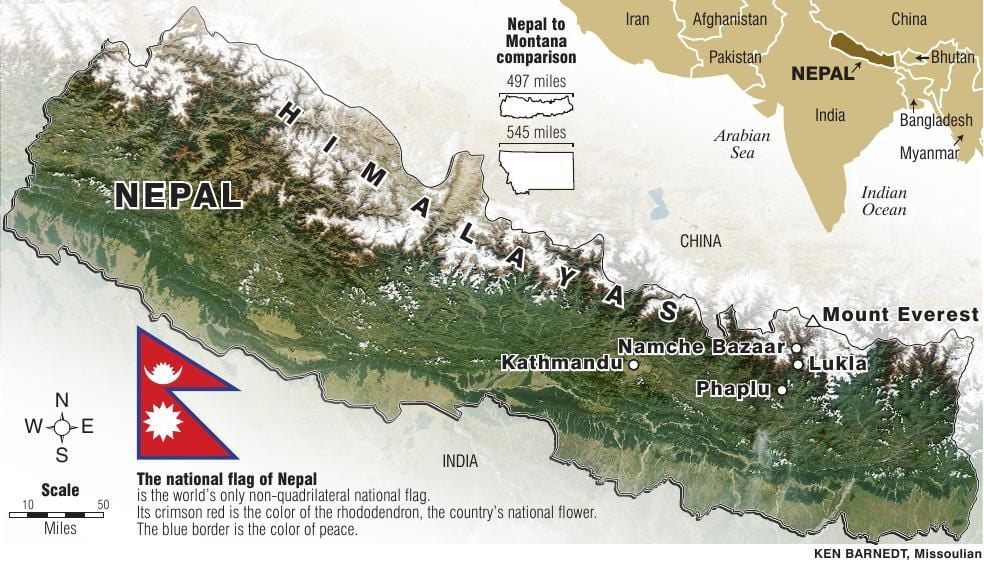 Nepal to
Montana
comparison
497 miles
545 miles
Iran
Afghanistan
China
Pakistan
Bhutan
NEPAL
India
Bangladesh
Myanmar
Arabian
Sea
Indian
Ocean
HIMALAYAS
NEPAL
CHINA
Mount Everest
Namche Bazaar
Kathmandu
Lukla
Phaplu
INDIA
N
W
E
S
Scale
10
50
Miles
The national flag of Nepal
is the world's only non-quadrilateral national flag.
Its crimson red is the color of the rhododendron, the country's national flower.
The blue border is the color of peace.
KEN BARNEDT, Missoulian